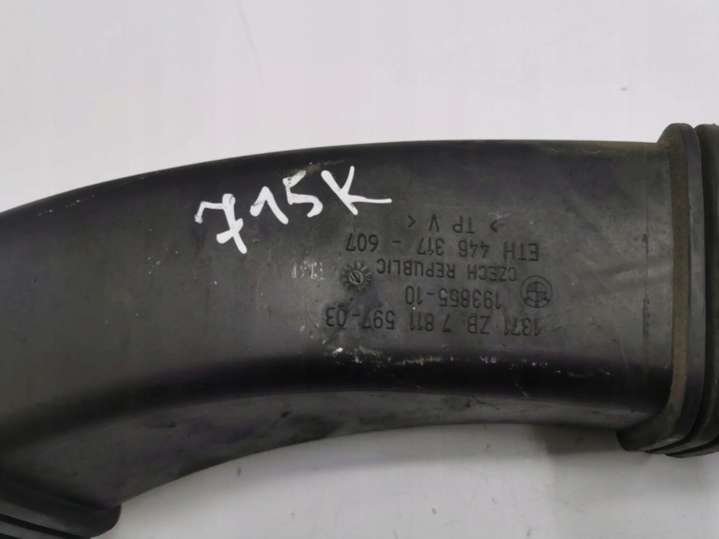 715K
1371 ZB 7 811 597-03
193865-10
CZECH REPUBLIC
ETH 446 317 - 607
> TP V <